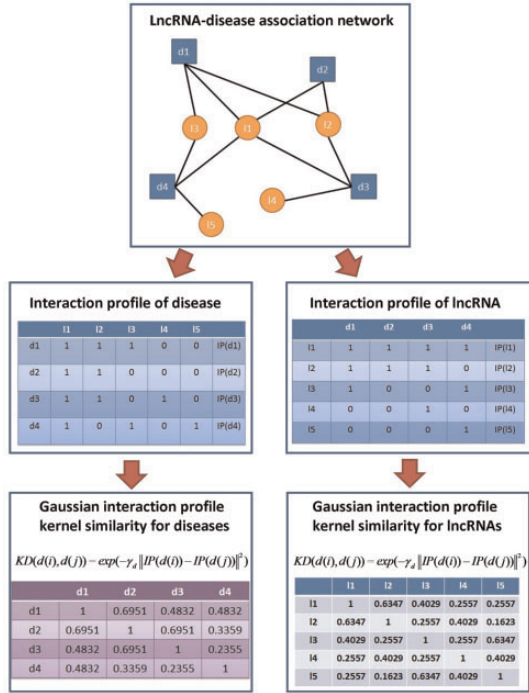 LncRNA-disease association network
d1
d2
l3
l1
l2
d4
l4
d3
l5
Interaction profile of disease
l1 l2 l3 l4 l5
d1 1 1 1 0 0 IP(d1)
d2 1 1 0 0 0 IP(d2)
d3 1 1 0 1 0 IP(d3)
d4 1 0 1 0 1 IP(d4)
Interaction profile of lncRNA
d1 d2 d3 d4
l1 1 1 1 1 IP(l1)
l2 1 1 1 0 IP(l2)
l3 1 0 0 1 IP(l3)
l4 0 0 1 0 IP(l4)
l5 0 0 0 1 IP(l5)
Gaussian interaction profile
kernel similarity for diseases
KD(d(i),d(j))=exp(−γd‖IP(d(i))−IP(d(j))‖²)
d1 d2 d3 d4
d1 1 0.6951 0.4832 0.4832
d2 0.6951 1 0.6951 0.3359
d3 0.4832 0.6951 1 0.2355
d4 0.4832 0.3359 0.2355 1
Gaussian interaction profile
kernel similarity for lncRNAs
KD(d(i),d(j))=exp(−γd‖IP(d(i))−IP(d(j))‖²)
l1 l2 l3 l4 l5
l1 1 0.6347 0.4029 0.2557 0.2557
l2 0.6347 1 0.2557 0.4029 0.1623
l3 0.4029 0.2557 1 0.2557 0.6347
l4 0.2557 0.4029 0.2557 1 0.4029
l5 0.2557 0.1623 0.6347 0.4029 1